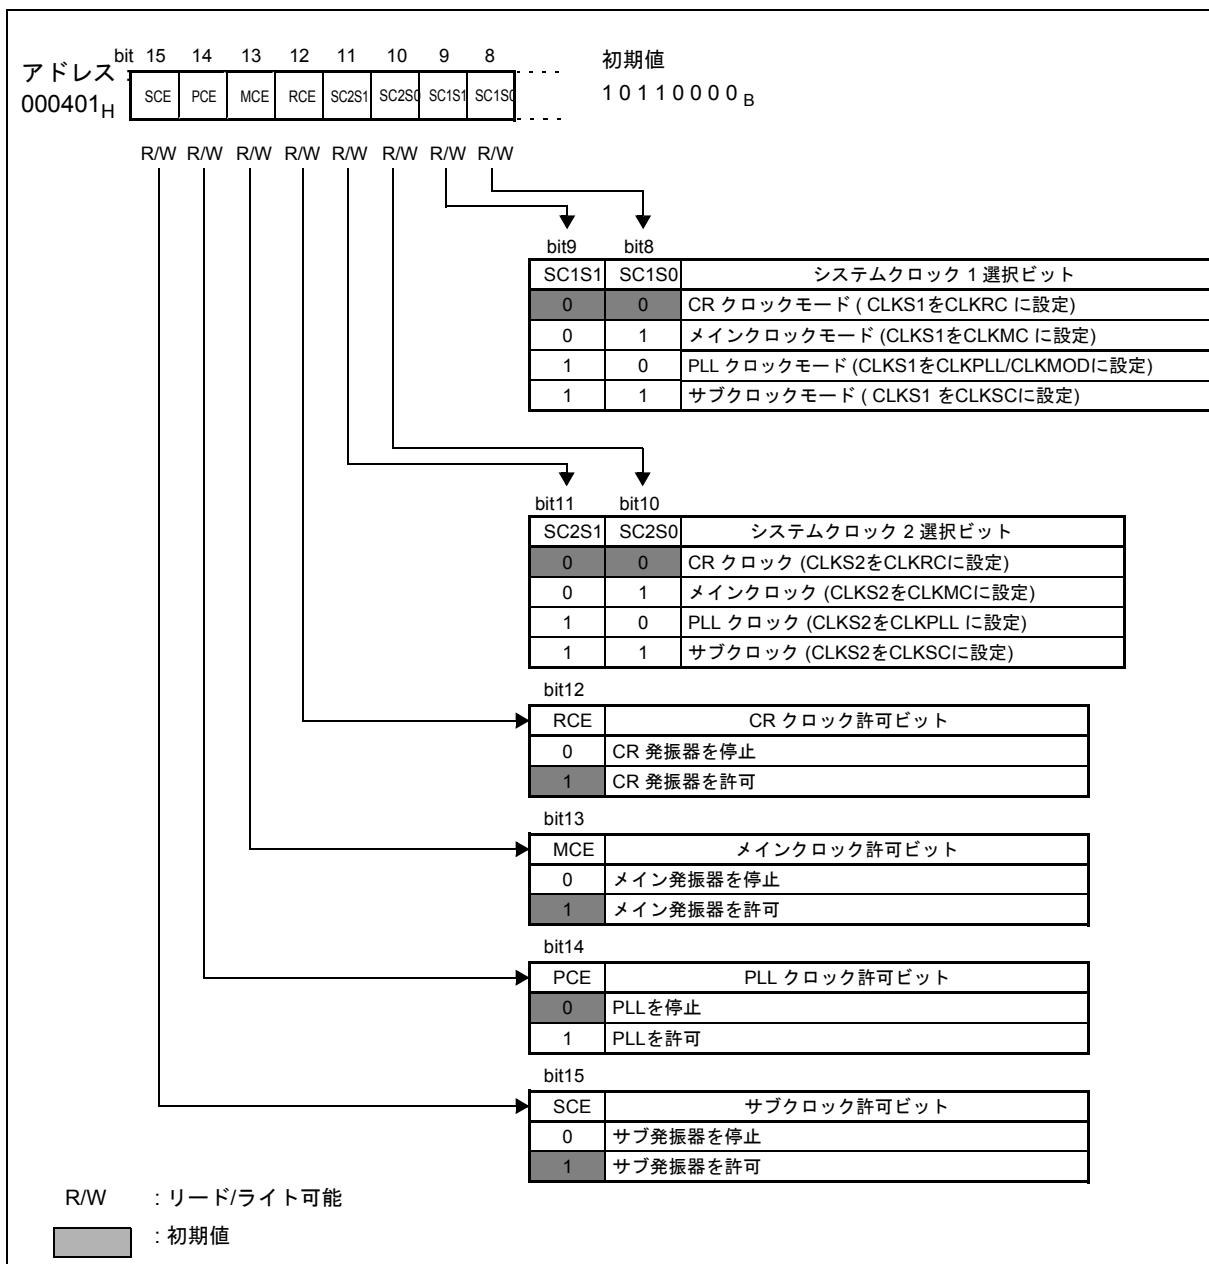 bit 15 14 13 12 11 10 9 8
アドレス :
000401H
SCE PCE MCE RCE SC2S1 SC2S0 SC1S1 SC1S0
初期値
1 0 1 1 0 0 0 0 B
R/W R/W R/W R/W R/W R/W R/W R/W
bit9 bit8
SC1S1 SC1S0 システムクロック 1 選択ビット
0 0 CR クロックモード ( CLKS1をCLKRC に設定)
0 1 メインクロックモード (CLKS1をCLKMC に設定)
1 0 PLL クロックモード (CLKS1をCLKPLL/CLKMODに設定)
1 1 サブクロックモード ( CLKS1 をCLKSCに設定)
bit11 bit10
SC2S1 SC2S0 システムクロック 2 選択ビット
0 0 CR クロック (CLKS2をCLKRCに設定)
0 1 メインクロック (CLKS2をCLKMCに設定)
1 0 PLL クロック (CLKS2をCLKPLL に設定)
1 1 サブクロック (CLKS2をCLKSCに設定)
bit12
RCE CR クロック許可ビット
0 CR 発振器を停止
1 CR 発振器を許可
bit13
MCE メインクロック許可ビット
0 メイン発振器を停止
1 メイン発振器を許可
bit14
PCE PLL クロック許可ビット
0 PLLを停止
1 PLLを許可
bit15
SCE サブクロック許可ビット
0 サブ発振器を停止
1 サブ発振器を許可
R/W : リード/ライト可能
: 初期値